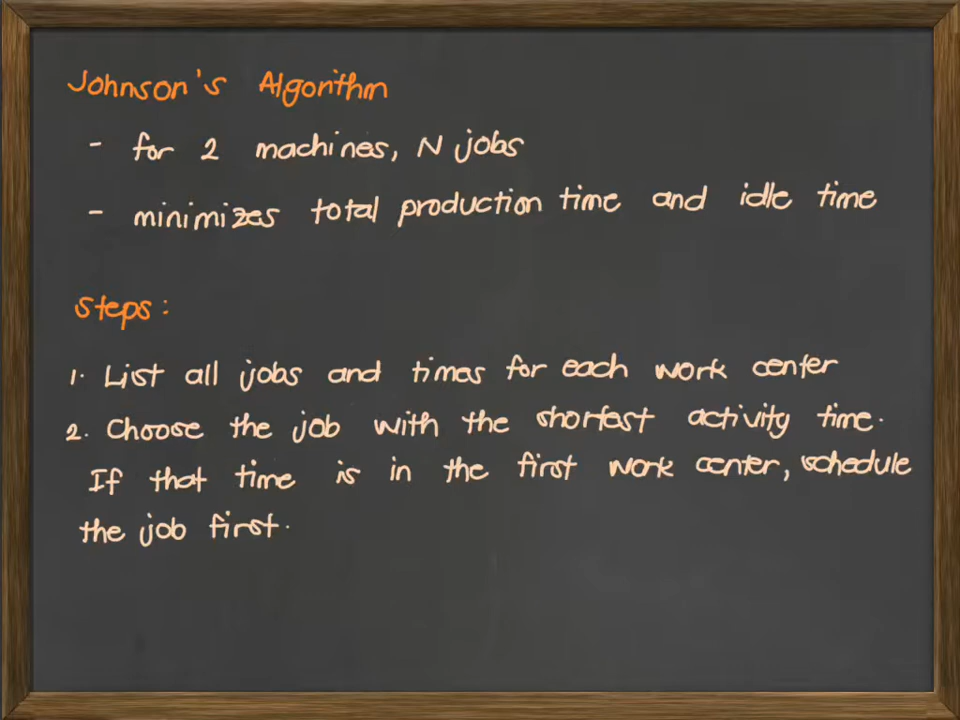 Johnson's Algorithm
- for 2 machines, N jobs
- minimizes total production time and idle time
Steps:
1. List all jobs and times for each work center
2. Choose the job with the shortest activity time.
If that time is in the first work center, schedule
the job first.